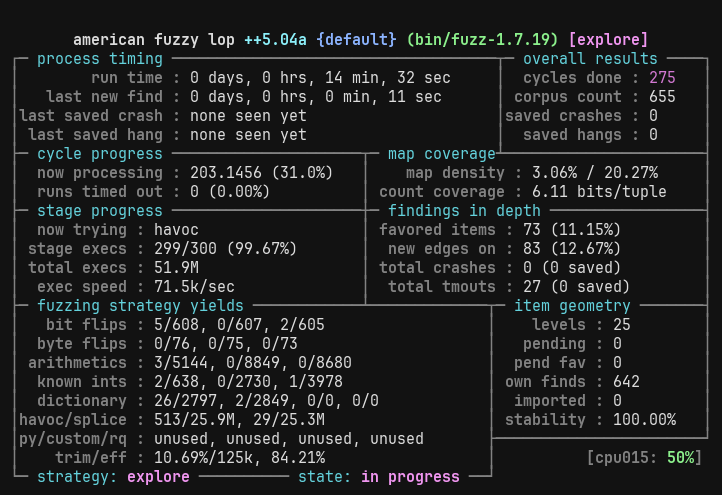 american fuzzy lop ++5.04a {default} (bin/fuzz-1.7.19) [explore]
process timing overall results
run time : 0 days, 0 hrs, 14 min, 32 sec cycles done : 275
last new find : 0 days, 0 hrs, 0 min, 11 sec corpus count : 655
last saved crash : none seen yet saved crashes : 0
last saved hang : none seen yet saved hangs : 0
cycle progress map coverage
now processing : 203.1456 (31.0%) map density : 3.06% / 20.27%
runs timed out : 0 (0.00%) count coverage : 6.11 bits/tuple
stage progress findings in depth
now trying : havoc favored items : 73 (11.15%)
stage execs : 299/300 (99.67%) new edges on : 83 (12.67%)
total execs : 51.9M total crashes : 0 (0 saved)
exec speed : 71.5k/sec total tmouts : 27 (0 saved)
fuzzing strategy yields item geometry
bit flips : 5/608, 0/607, 2/605 levels : 25
byte flips : 0/76, 0/75, 0/73 pending : 0
arithmetics : 3/5144, 0/8849, 0/8680 pend fav : 0
known ints : 2/638, 0/2730, 1/3978 own finds : 642
dictionary : 26/2797, 2/2849, 0/0, 0/0 imported : 0
havoc/splice : 513/25.9M, 29/25.3M stability : 100.00%
py/custom/rq : unused, unused, unused, unused
trim/eff : 10.69%/125k, 84.21% [cpu015: 50%]
strategy: explore state: in progress